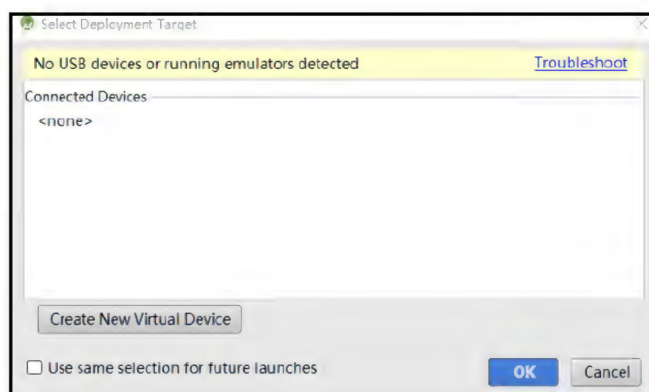 Select Deployment Target
No USB devices or running emulators detected Troubleshoot
Connected Devices
<none>
Create New Virtual Device
Use same selection for future launches
OK Cancel